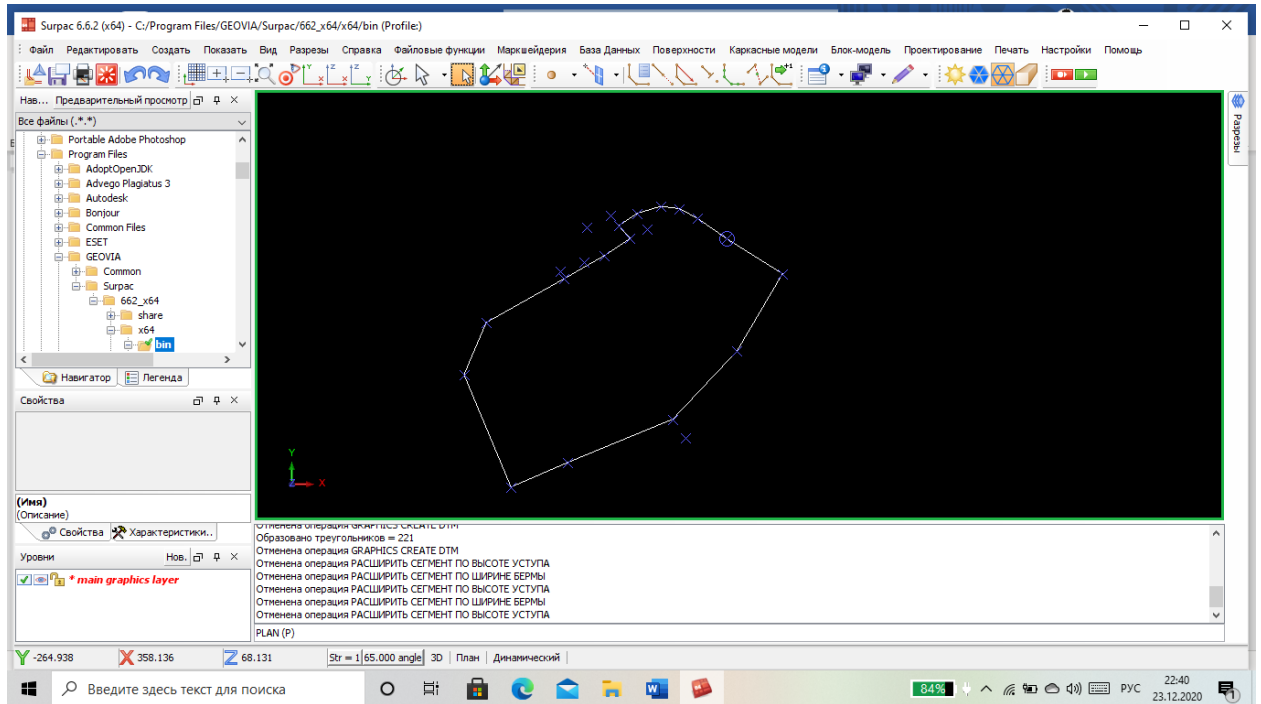 Surpac 6.6.2 (x64) - C:/Program Files/GEOVIA/Surpac/662_x64/x64/bin (Profile:)
Файл Редактировать Создать Показать Вид Разрезы Справка Файловые функции Маркшейдерия База Данных Поверхности Каркасные модели Блок-модель Проектирование Печать Настройки Помощь
Нав... Предварительный просмотр
Все файлы (.*.*)
Portable Adobe Photoshop
Program Files
AdoptOpenJDK
Advego Plagiatus 3
Autodesk
Bonjour
Common Files
ESET
GEOVIA
Common
Surpac
662_x64
share
x64
bin
Навигатор Легенда
Свойства
(Имя)
(Описание)
Свойства Характеристики..
Уровни Нов.
* main graphics layer
Разрезы
Y
X
Z
Отменена операция GRAPHICS CREATE DTM
Образовано треугольников = 221
Отменена операция GRAPHICS CREATE DTM
Отменена операция РАСШИРИТЬ СЕГМЕНТ ПО ВЫСОТЕ УСТУПА
Отменена операция РАСШИРИТЬ СЕГМЕНТ ПО ШИРИНЕ БЕРМЫ
Отменена операция РАСШИРИТЬ СЕГМЕНТ ПО ВЫСОТЕ УСТУПА
Отменена операция РАСШИРИТЬ СЕГМЕНТ ПО ШИРИНЕ БЕРМЫ
Отменена операция РАСШИРИТЬ СЕГМЕНТ ПО ВЫСОТЕ УСТУПА
PLAN (P)
Y -264.938 X 358.136 Z 68.131 Str = 1 65.000 angle 3D План Динамический
Введите здесь текст для поиска
84%
РУС
22:40
23.12.2020